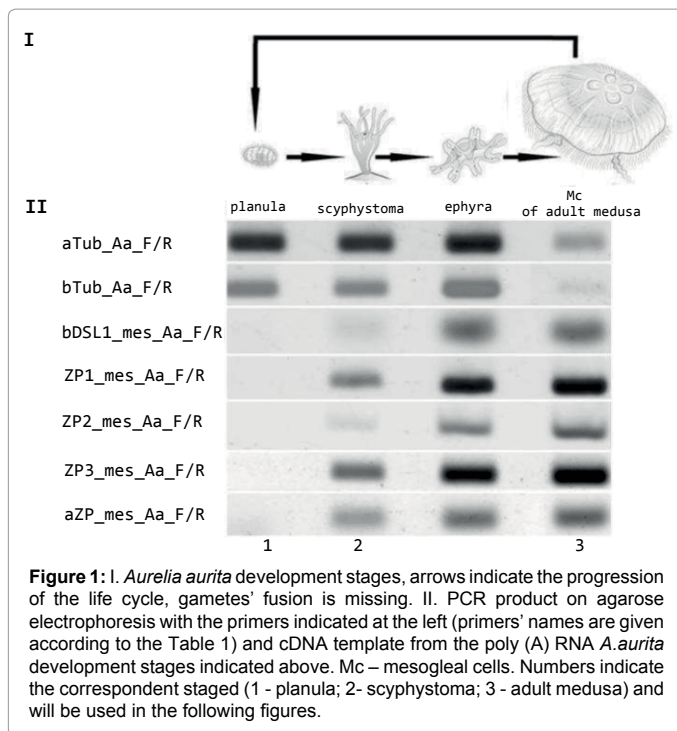 I
II
planula scyphystoma ephyra Mc
of adult medusa
aTub_Aa_F/R
bTub_Aa_F/R
bDSL1_mes_Aa_F/R
ZP1_mes_Aa_F/R
ZP2_mes_Aa_F/R
ZP3_mes_Aa_F/R
aZP_mes_Aa_F/R
1 2 3
Figure 1: I. Aurelia aurita development stages, arrows indicate the progression
of the life cycle, gametes' fusion is missing. II. PCR product on agarose
electrophoresis with the primers indicated at the left (primers' names are given
according to the Table 1) and cDNA template from the poly (A) RNA A.aurita
development stages indicated above. Mc – mesogleal cells. Numbers indicate
the correspondent staged (1 - planula; 2- scyphystoma; 3 - adult medusa) and
will be used in the following figures.